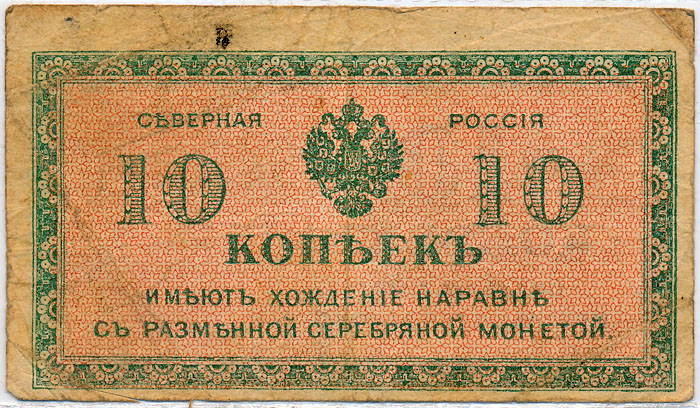 СѢВЕРНАЯ РОССІЯ
10 10
КОПѢЕКЪ
ИМѢЮТЪ ХОЖДЕНІЕ НАРАВНѢ
СЪ РАЗМѢННОЙ СЕРЕБРЯНОЙ МОНЕТОЙ.